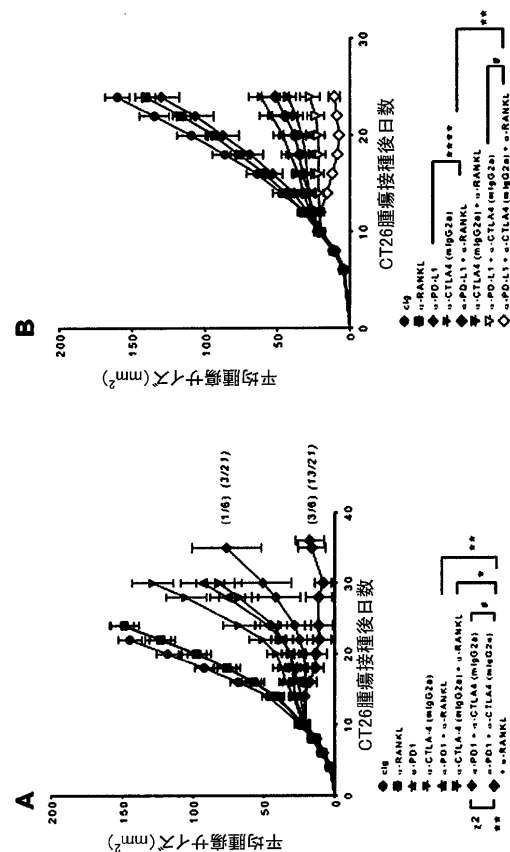 A
平均腫瘍サイズ(mm²)
200
150
100
50
0
0
10
20
30
40
CT26腫瘍接種後日数
(1/6) (3/21)
(3/6) (13/21)
cIg
α-RANKL
α-PD1
α-CTLA-4 (mIgG2a)
α-PD1 + α-RANKL
α-CTLA-4 (mIgG2a) + α-RANKL
α-PD1 + α-CTLA4 (mIgG2a)
α-PD1 + α-CTLA4 (mIgG2a)
+ α-RANKL
χ2
**
#
*
**
B
平均腫瘍サイズ(mm²)
200
150
100
50
0
0
10
20
30
CT26腫瘍接種後日数
cIg
α-RANKL
α-PD-L1
α-CTLA4 (mIgG2a)
α-PD-L1 + α-RANKL
α-CTLA4 (mIgG2a) + α-RANKL
α-PD-L1 + α-CTLA4 (mIgG2a)
α-PD-L1 + α-CTLA4 (mIgG2a) + α-RANKL
****
#
**